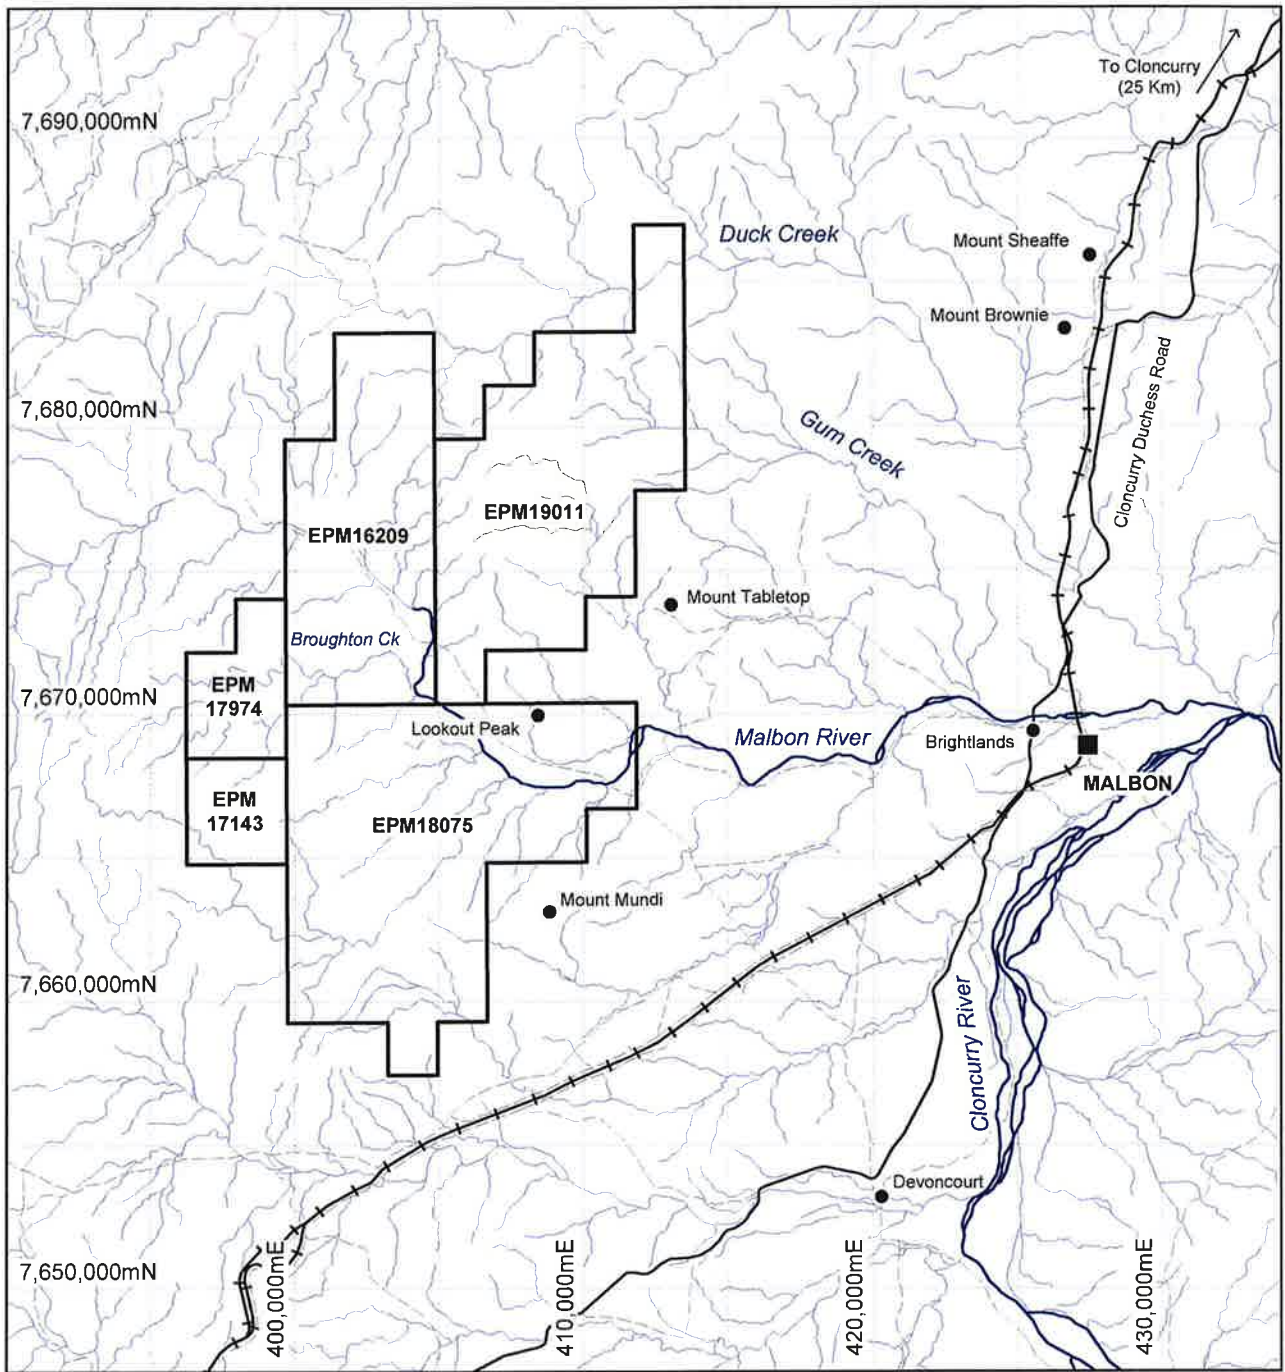 To Cloncurry
(25 Km)
7,690,000mN
Duck Creek
Mount Sheaffe
Mount Brownie
Cloncurry Duchess Road
7,680,000mN
Gum Creek
EPM19011
EPM16209
Mount Tabletop
Broughton Ck
EPM
17974
7,670,000mN
Lookout Peak
Malbon River
Brightlands
MALBON
EPM
17143
EPM18075
Mount Mundi
7,660,000mN
Cloncurry River
Devoncourt
7,650,000mN
400,000mE
410,000mE
420,000mE
430,000mE